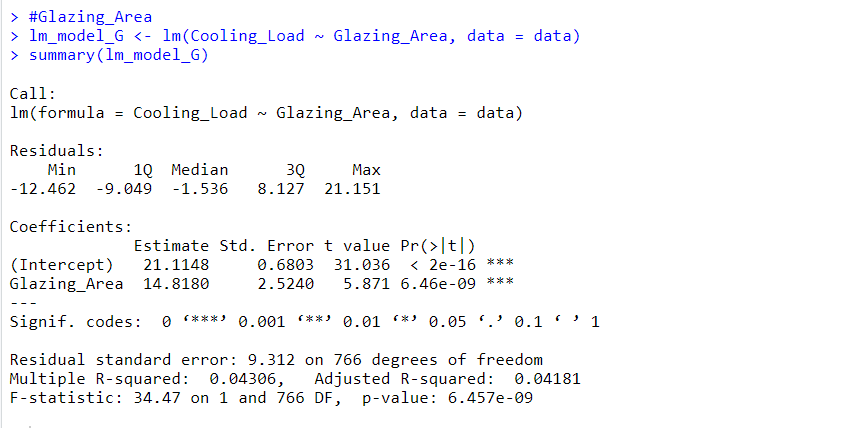 > #Glazing_Area
> lm_model_G <- lm(Cooling_Load ~ Glazing_Area, data = data)
> summary(lm_model_G)

Call:
lm(formula = Cooling_Load ~ Glazing_Area, data = data)

Residuals:
    Min      1Q  Median      3Q     Max
-12.462  -9.049  -1.536   8.127  21.151

Coefficients:
             Estimate Std. Error t value Pr(>|t|)
(Intercept)   21.1148     0.6803  31.036  < 2e-16 ***
Glazing_Area  14.8180     2.5240   5.871 6.46e-09 ***
---
Signif. codes:  0 ‘***’ 0.001 ‘**’ 0.01 ‘*’ 0.05 ‘.’ 0.1 ‘ ’ 1

Residual standard error: 9.312 on 766 degrees of freedom
Multiple R-squared:  0.04306,   Adjusted R-squared:  0.04181
F-statistic: 34.47 on 1 and 766 DF,  p-value: 6.457e-09